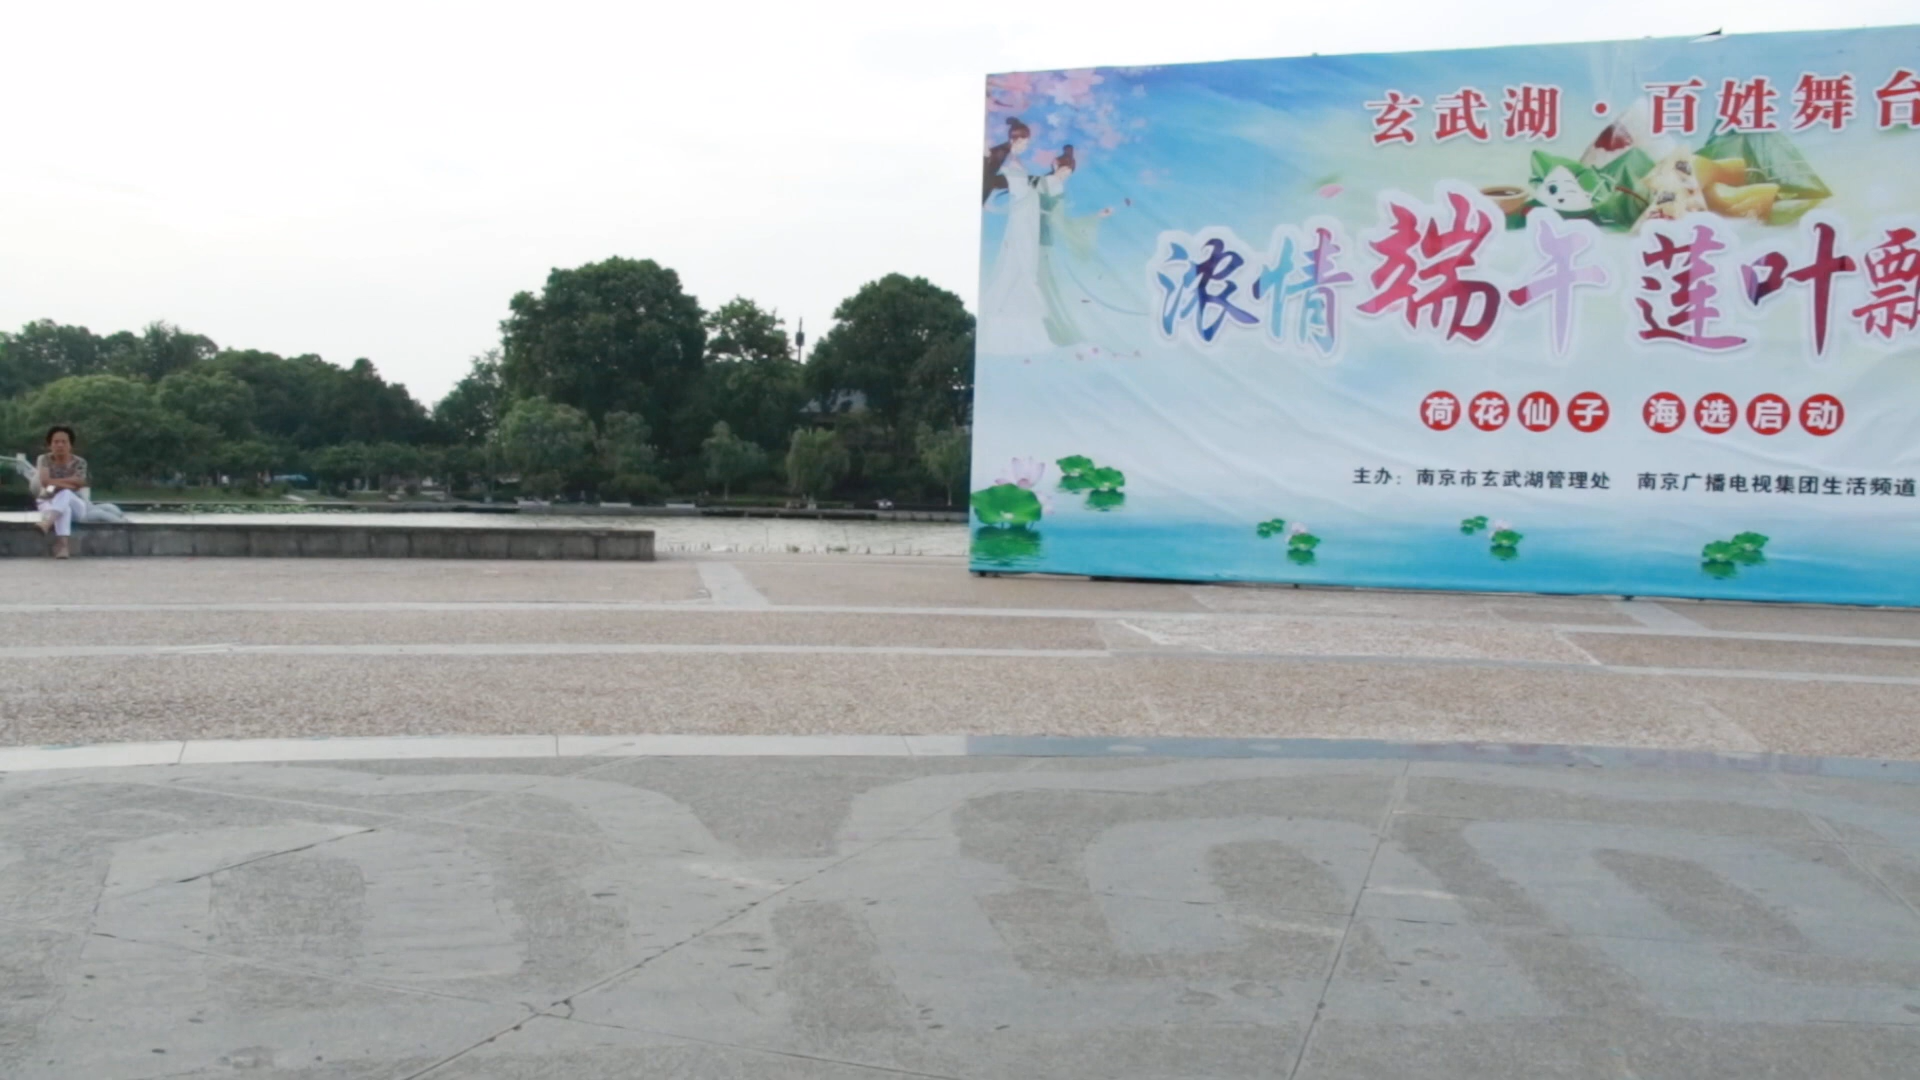 玄武湖·百姓舞台
浓情端午 莲叶飘
荷花仙子 海选启动
主办：南京市玄武湖管理处 南京广播电视集团生活频道